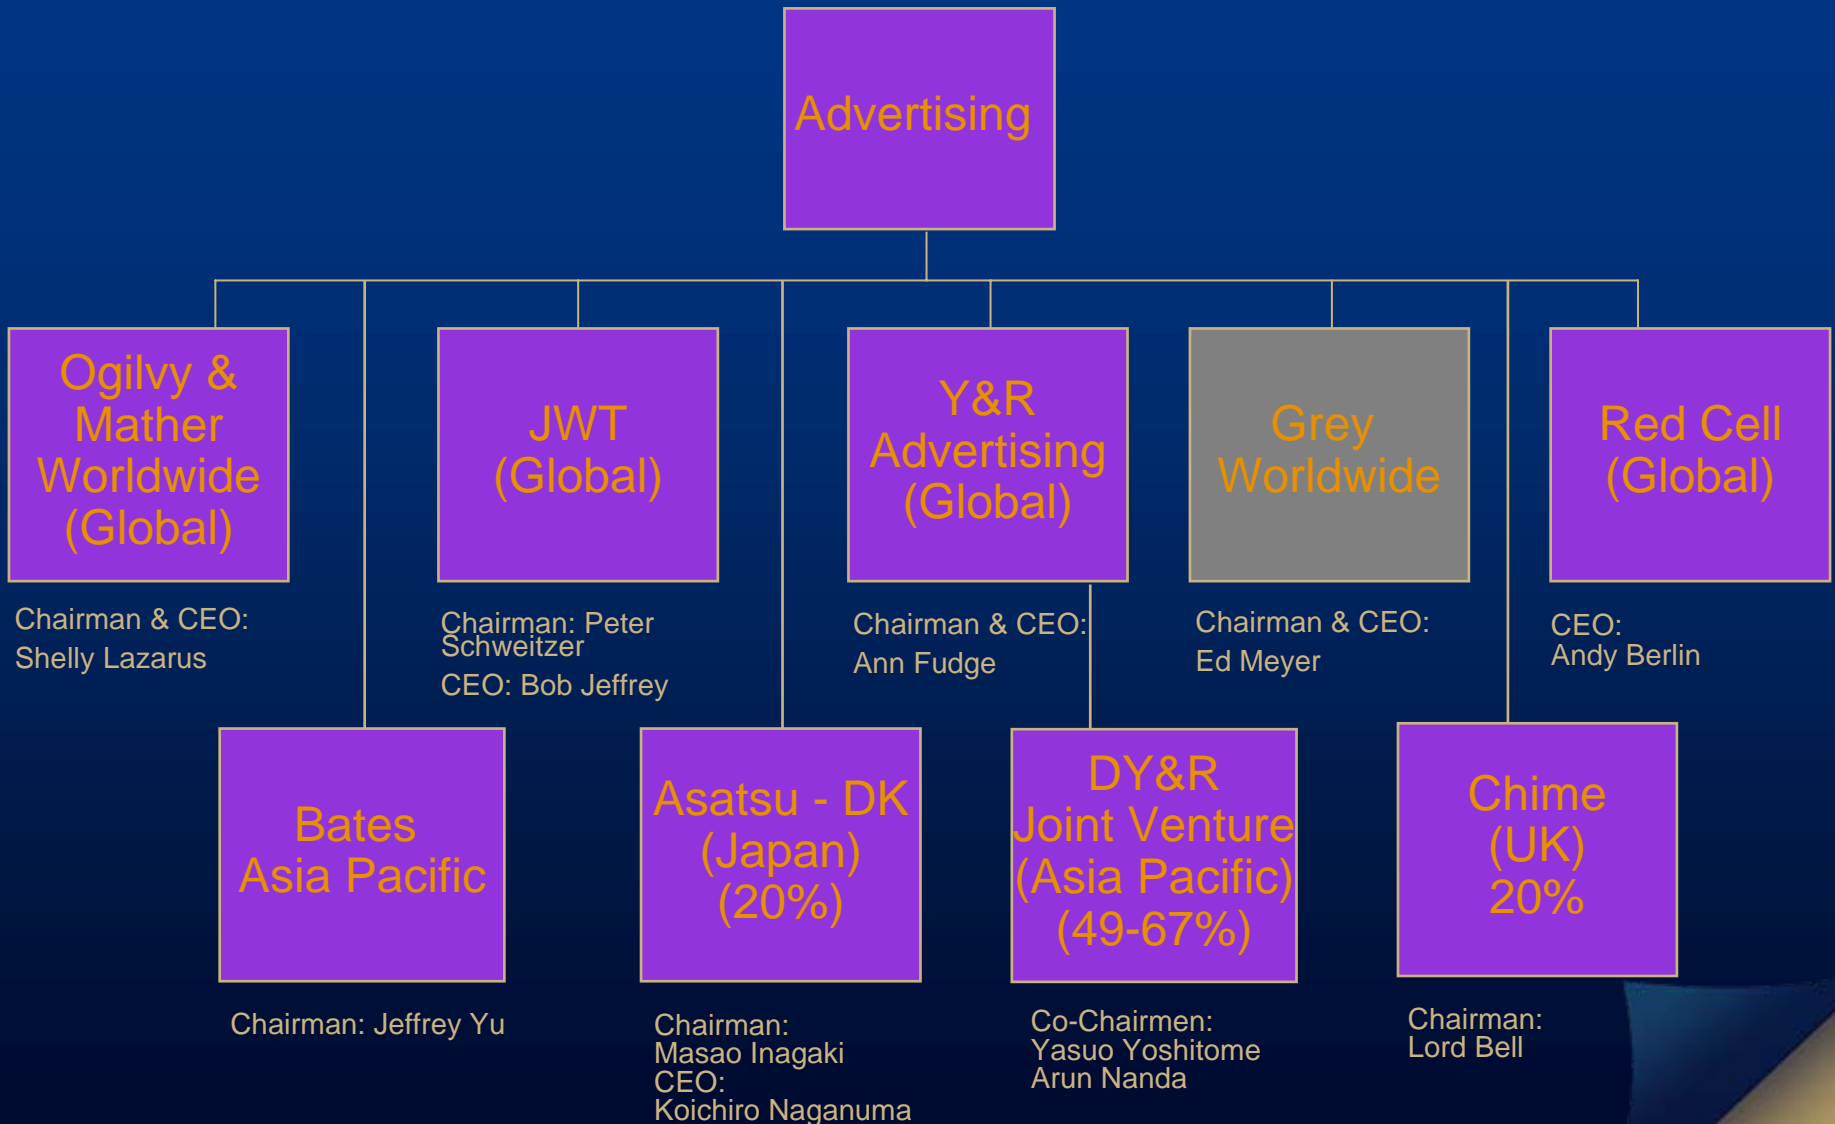 Advertising
Ogilvy &
Mather
Worldwide
(Global)
Chairman & CEO:
Shelly Lazarus
JWT
(Global)
Chairman: Peter
Schweitzer
CEO: Bob Jeffrey
Y&R
Advertising
(Global)
Chairman & CEO:
Ann Fudge
Grey
Worldwide
Chairman & CEO:
Ed Meyer
Red Cell
(Global)
CEO:
Andy Berlin
Bates
Asia Pacific
Chairman: Jeffrey Yu
Asatsu - DK
(Japan)
(20%)
Chairman:
Masao Inagaki
CEO:
Koichiro Naganuma
DY&R
Joint Venture
(Asia Pacific)
(49-67%)
Co-Chairmen:
Yasuo Yoshitome
Arun Nanda
Chime
(UK)
20%
Chairman:
Lord Bell